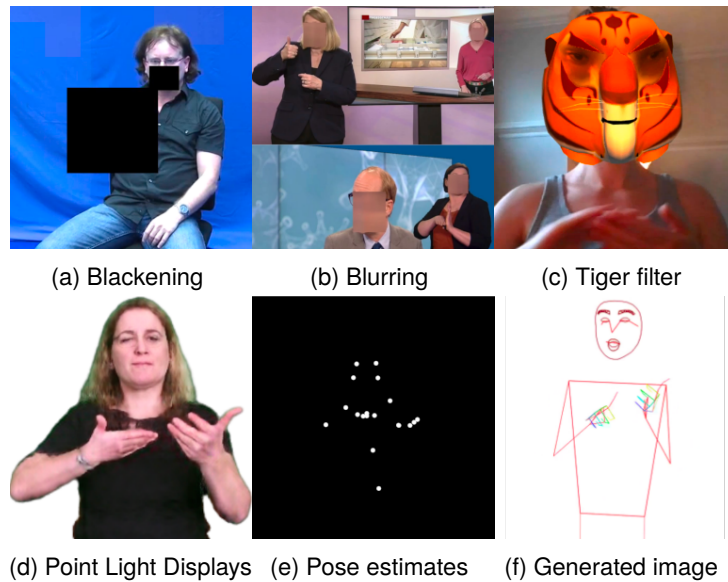 (a) Blackening
(b) Blurring
(c) Tiger filter
(d) Point Light Displays
(e) Pose estimates
(f) Generated image